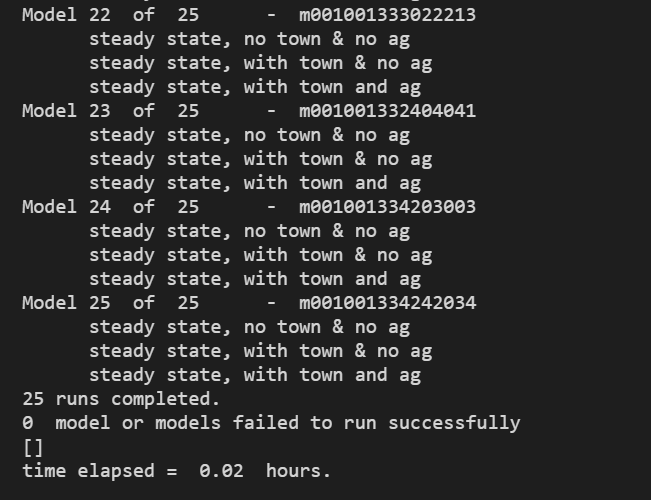 Model 22  of  25      -  m001001333022213
      steady state, no town & no ag
      steady state, with town & no ag
      steady state, with town and ag
Model 23  of  25      -  m001001332404041
      steady state, no town & no ag
      steady state, with town & no ag
      steady state, with town and ag
Model 24  of  25      -  m001001334203003
      steady state, no town & no ag
      steady state, with town & no ag
      steady state, with town and ag
Model 25  of  25      -  m001001334242034
      steady state, no town & no ag
      steady state, with town & no ag
      steady state, with town and ag
25 runs completed.
0  model or models failed to run successfully
[]
time elapsed =  0.02  hours.